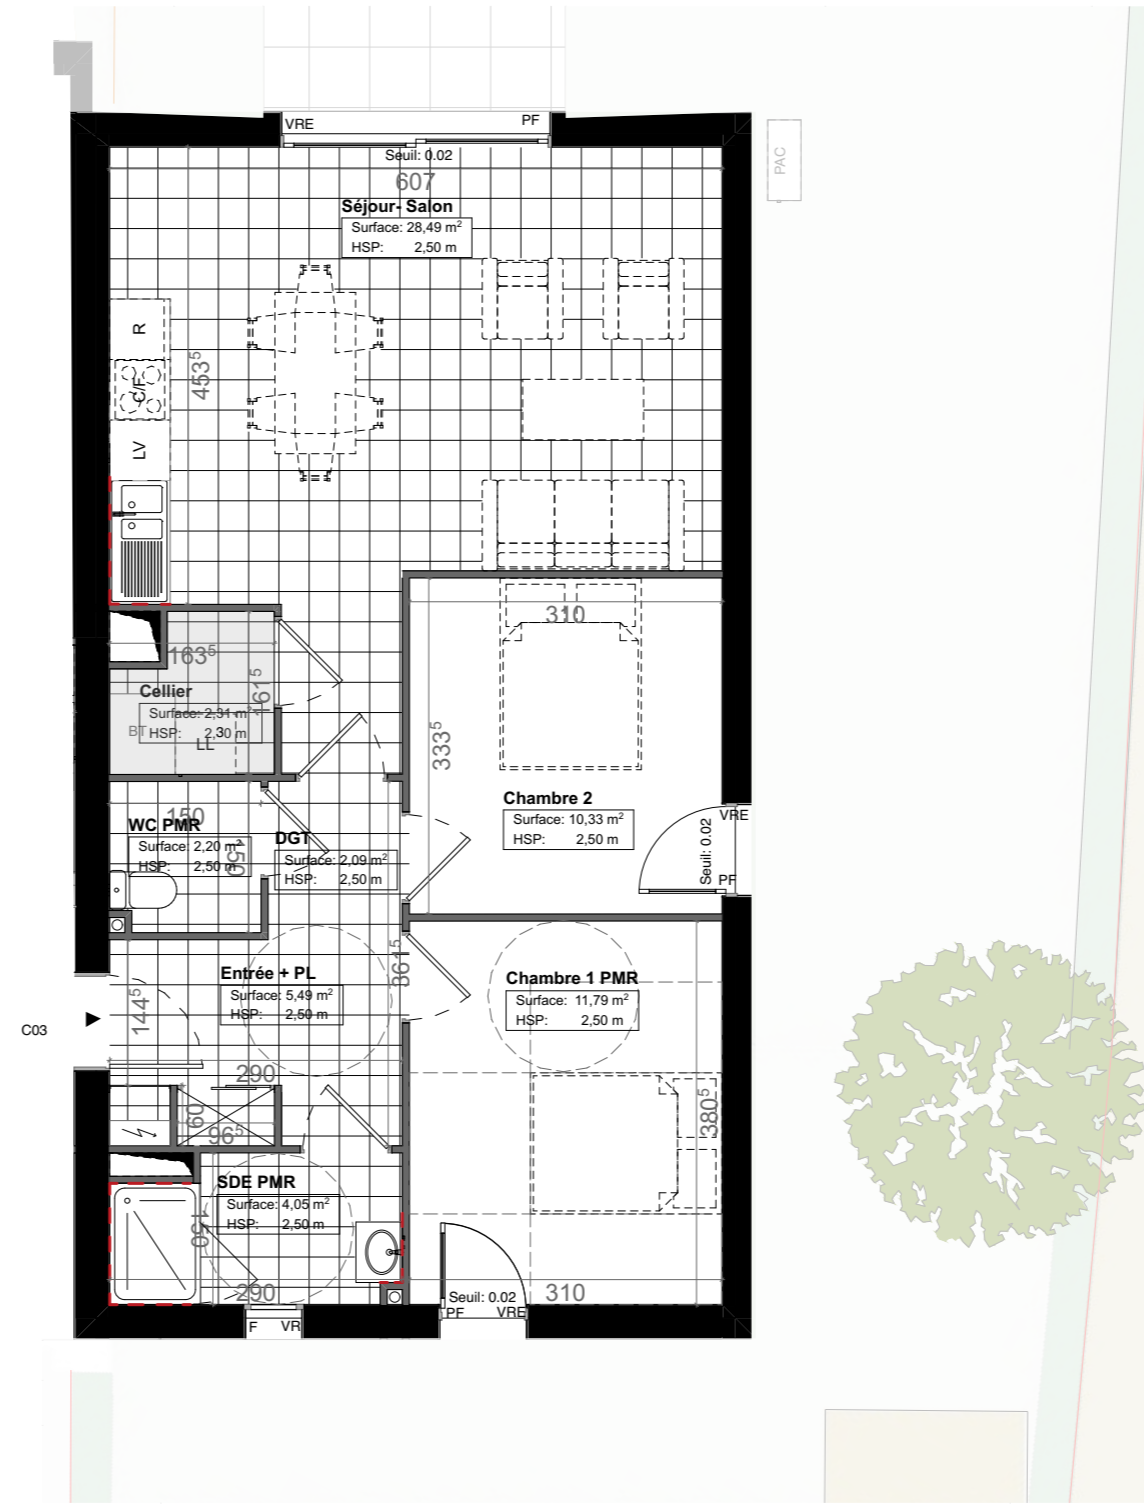 VRE PF
Seuil: 0.02
607
PAC
Séjour- Salon
Surface: 28,49 m²
HSP: 2,50 m
R
C/F
453⁵
LV
310
163⁵
161⁵
Cellier
Surface: 2,31 m²
HSP: 2,30 m
BT
LL
333⁵
Chambre 2
Surface: 10,33 m²
HSP: 2,50 m
VRE
Seuil: 0.02
PF
150
WC PMR
Surface: 2,20 m²
HSP: 2,50 m
150
DGT
Surface: 2,09 m²
HSP: 2,50 m
361⁵
Entrée + PL
Surface: 5,49 m²
HSP: 2,50 m
Chambre 1 PMR
Surface: 11,79 m²
HSP: 2,50 m
144⁵
C03
290
60
96⁵
380⁵
SDE PMR
Surface: 4,05 m²
HSP: 2,50 m
150
290
310
Seuil: 0.02
PF VRE
F VR